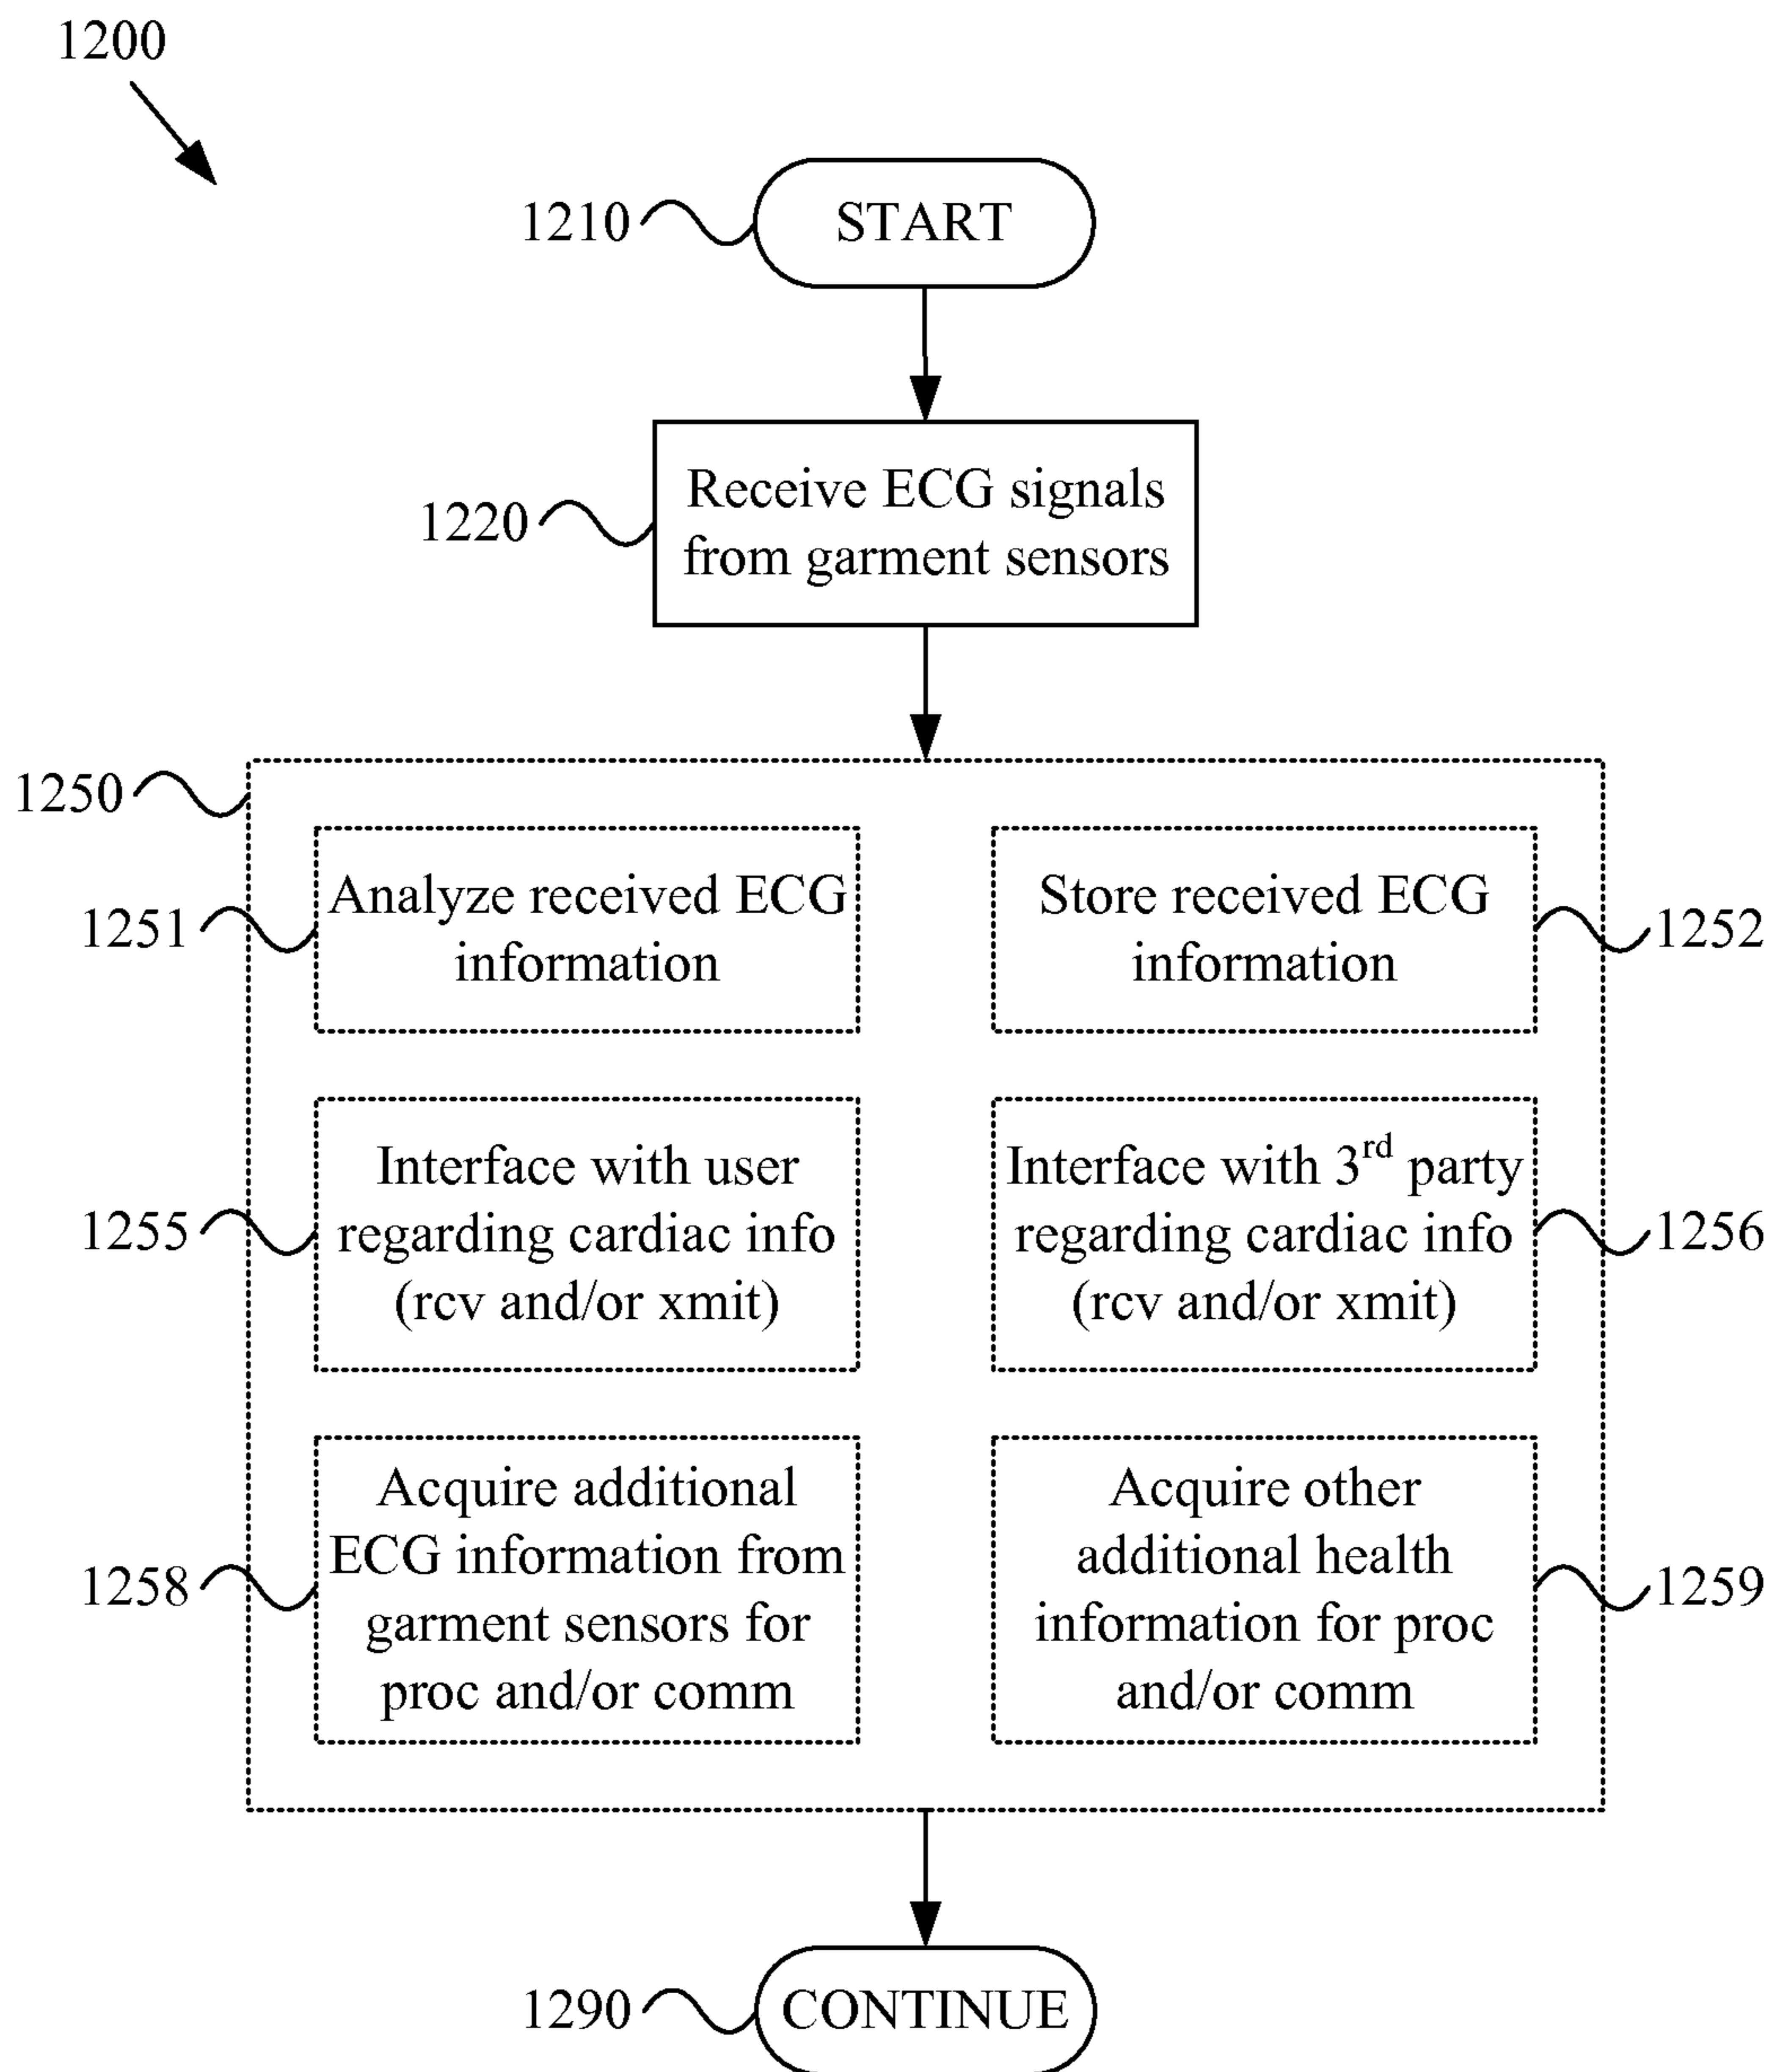 1200
1210
START
1220
Receive ECG signals
from garment sensors
1250
1251
Analyze received ECG
information
Store received ECG
information
1252
1255
Interface with user
regarding cardiac info
(rcv and/or xmit)
Interface with 3rd party
regarding cardiac info
(rcv and/or xmit)
1256
1258
Acquire additional
ECG information from
garment sensors for
proc and/or comm
Acquire other
additional health
information for proc
and/or comm
1259
1290
CONTINUE